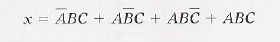 x = A̅BC + AB̅C + ABC̅ + ABC